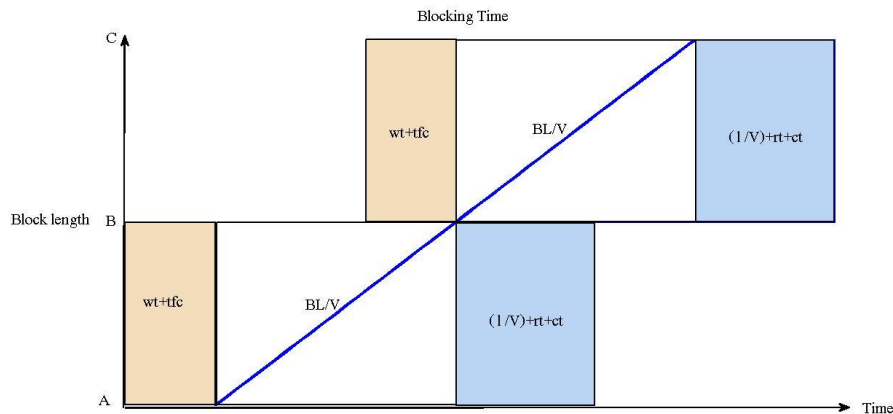 Blocking Time
C
wt+tfc
BL/V
(1/V)+rt+ct
Block length
B
wt+tfc
BL/V
(1/V)+rt+ct
A
Time